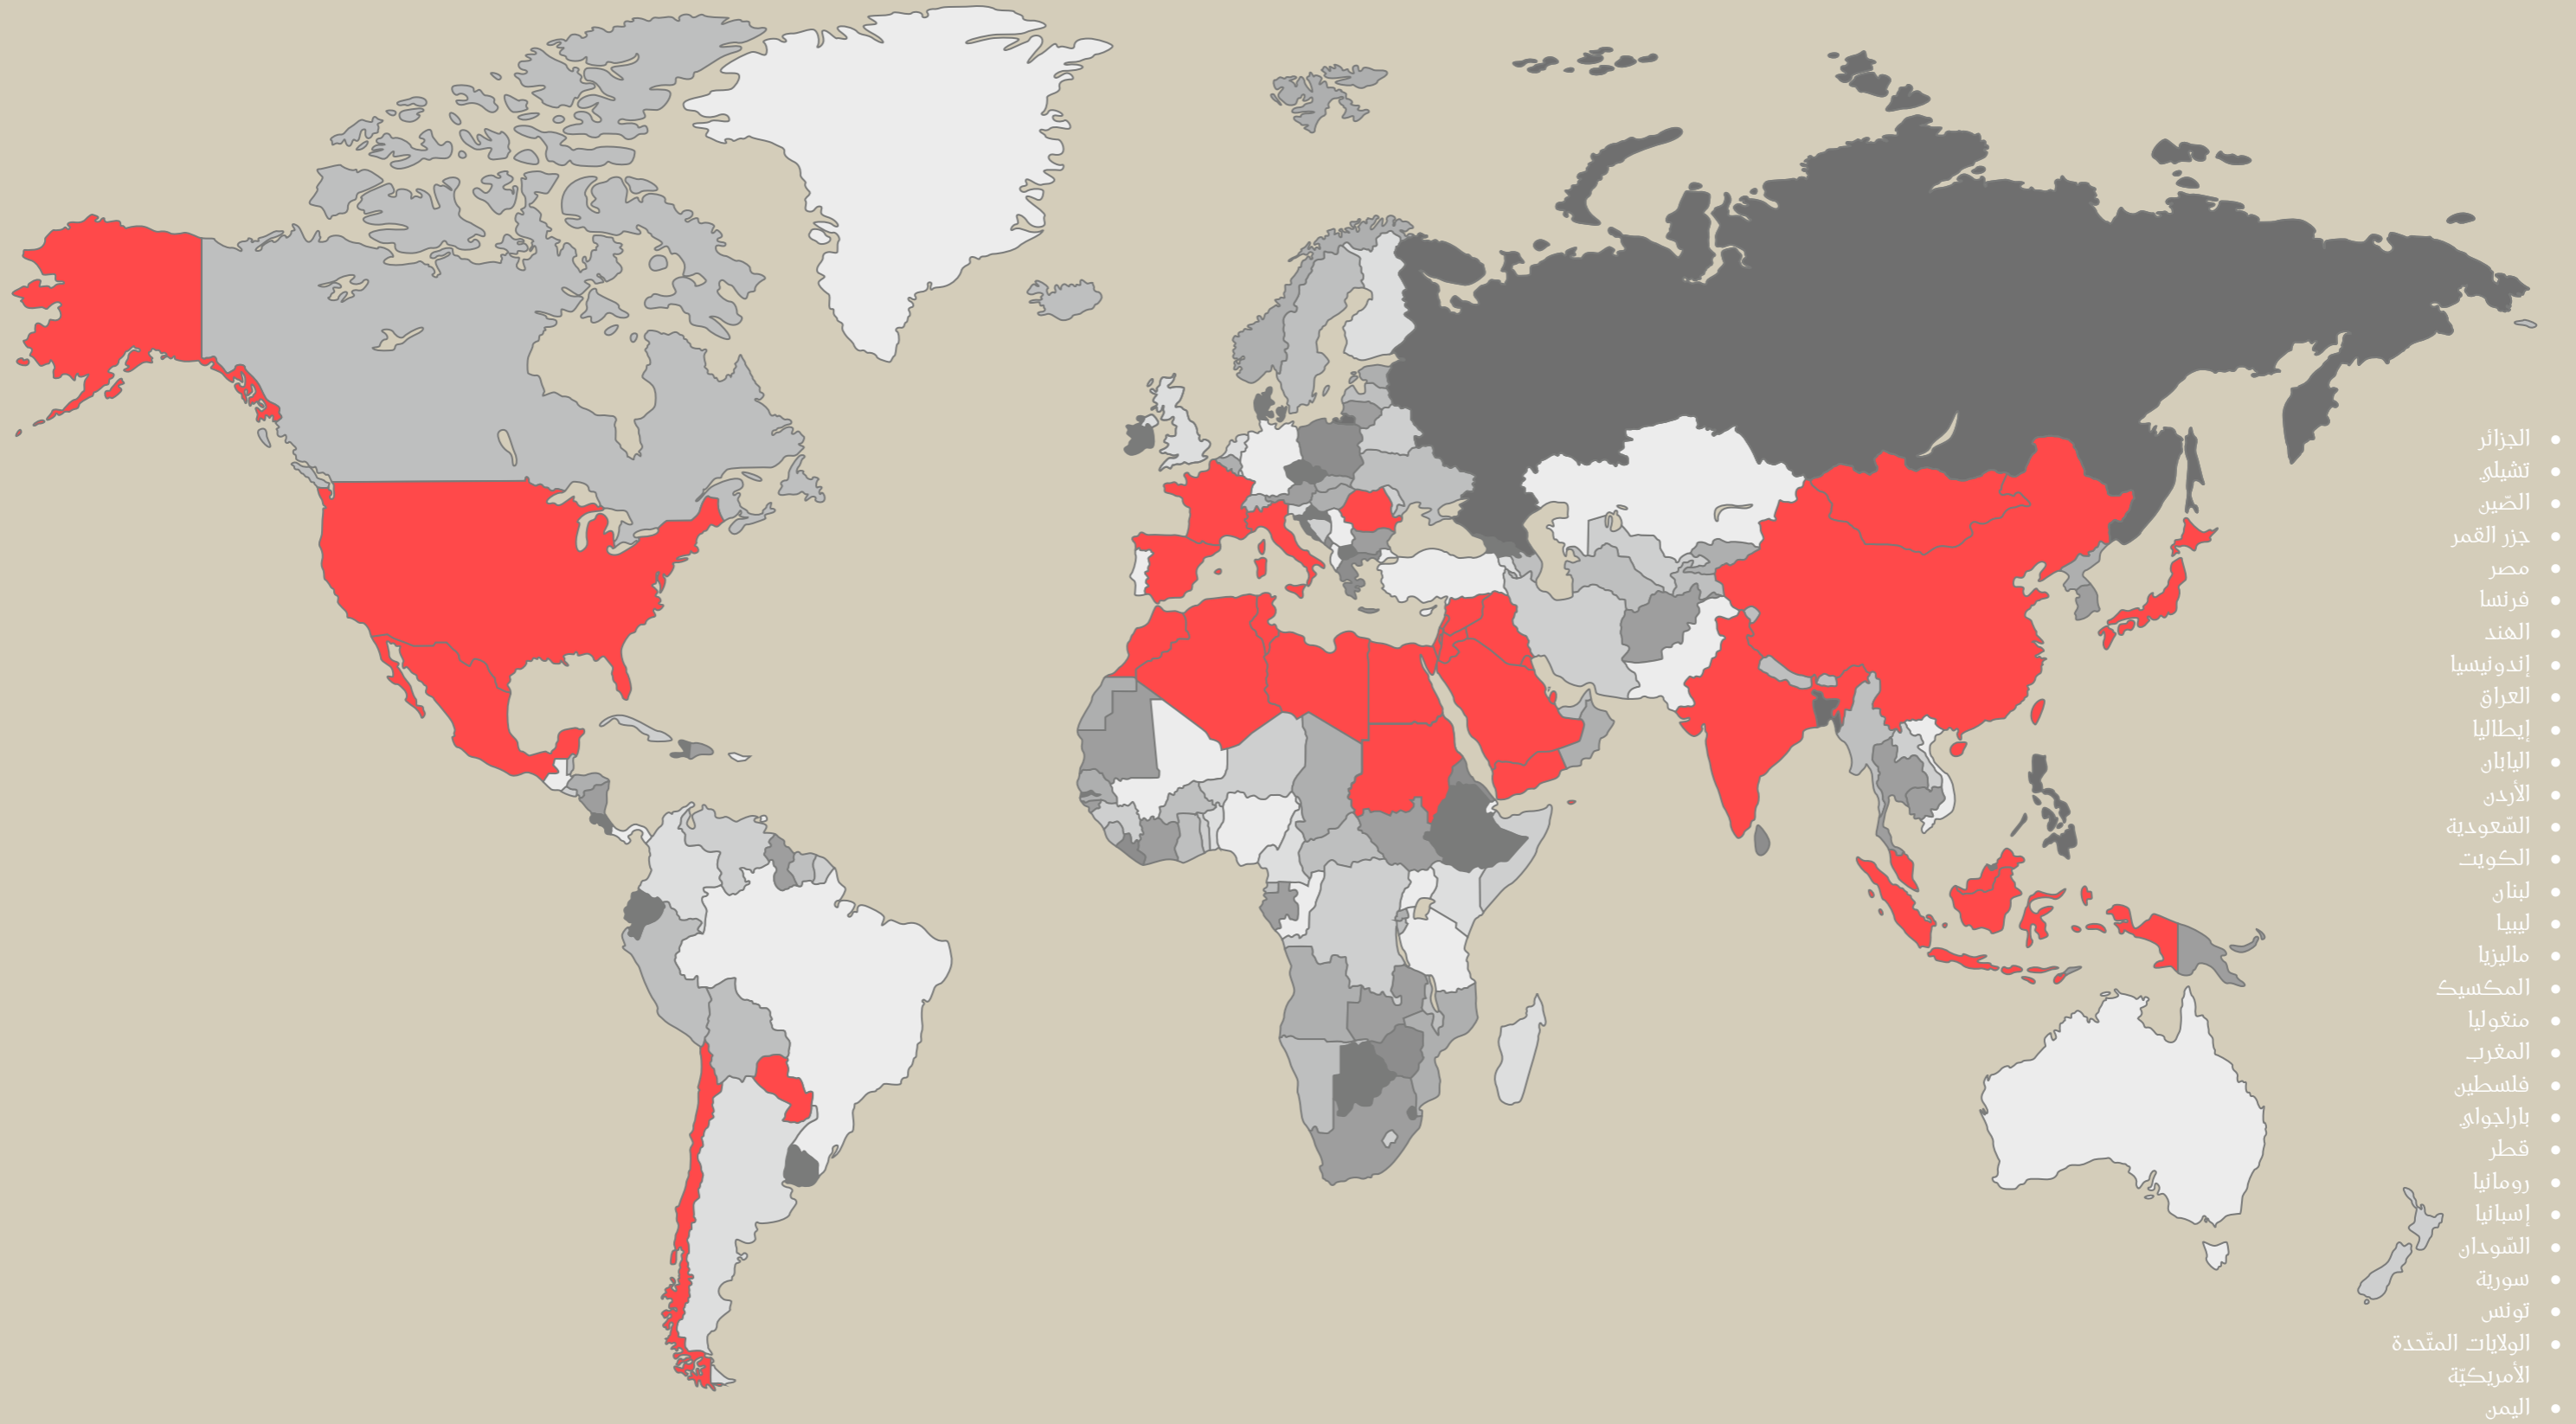 الجزائر
تشيلي
الصّين
جزر القمر
مصر
فرنسا
الهند
إندونيسيا
العراق
إيطاليا
اليابان
الأردن
السّعودية
الكويت
لبنان
ليبيا
ماليزيا
المكسيك
منغوليا
المغرب
فلسطين
باراجواي
قطر
رومانيا
إسبانيا
السّودان
سورية
تونس
الولايات المتّحدة
الأمريكيّة
اليمن